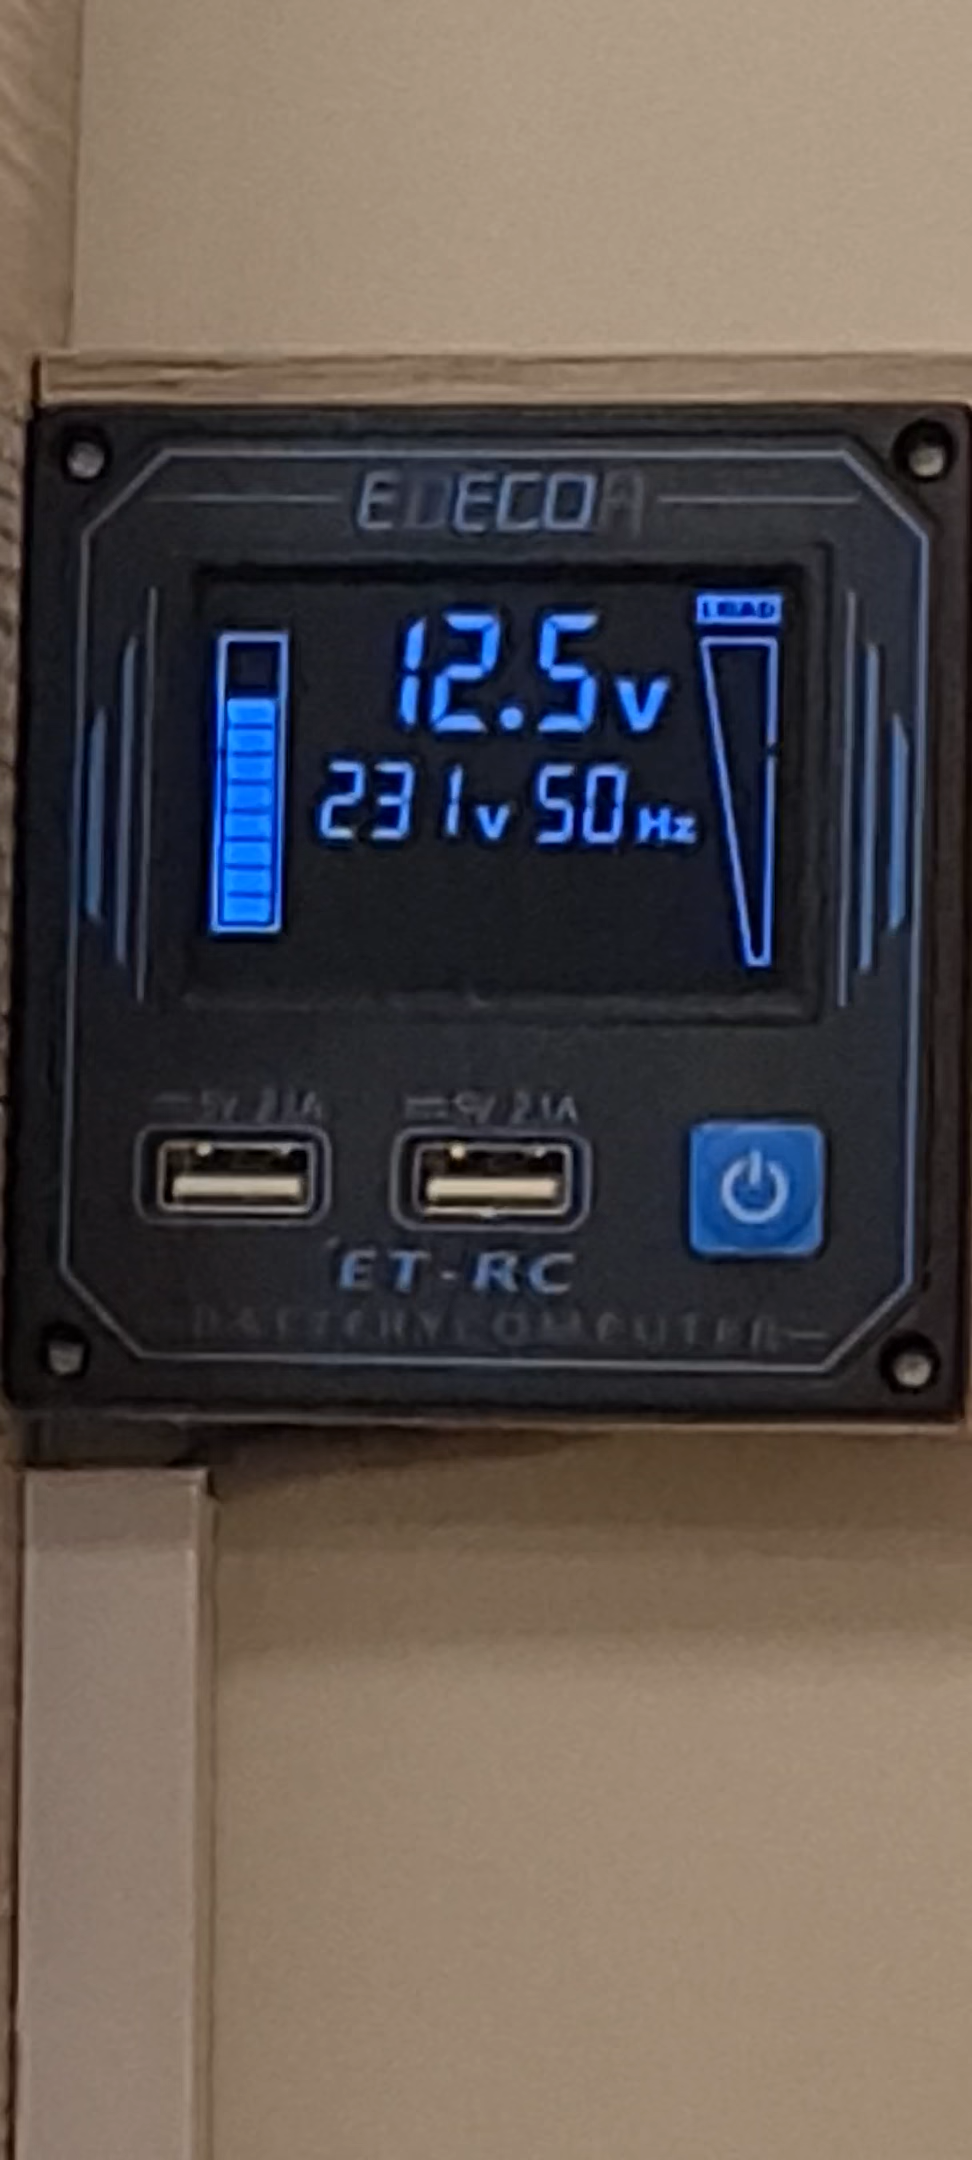 EDECOA
LOAD
12.5v
231v 50Hz
5V 2.1A 5V 2.1A
ET-RC
BATTERY COMPUTER